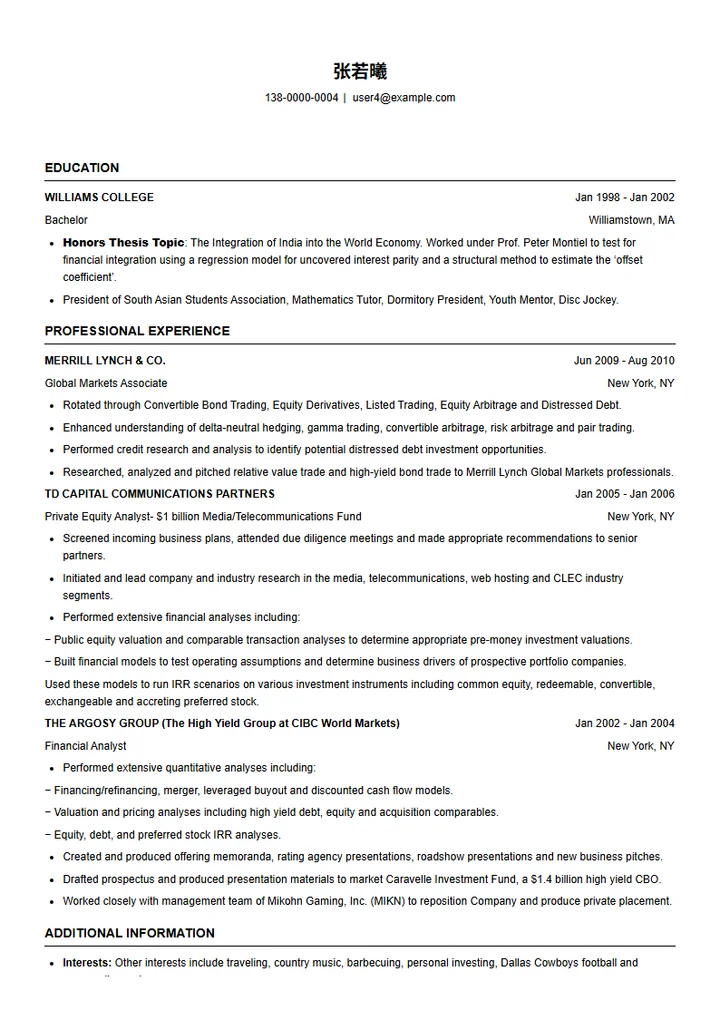 张若曦
138-0000-0004 | user4@example.com
EDUCATION
WILLIAMS COLLEGE Jan 1998 - Jan 2002
Bachelor Williamstown, MA
• Honors Thesis Topic: The Integration of India into the World Economy. Worked under Prof. Peter Montiel to test for
financial integration using a regression model for uncovered interest parity and a structural method to estimate the ‘offset
coefficient’.
• President of South Asian Students Association, Mathematics Tutor, Dormitory President, Youth Mentor, Disc Jockey.
PROFESSIONAL EXPERIENCE
MERRILL LYNCH & CO. Jun 2009 - Aug 2010
Global Markets Associate New York, NY
• Rotated through Convertible Bond Trading, Equity Derivatives, Listed Trading, Equity Arbitrage and Distressed Debt.
• Enhanced understanding of delta-neutral hedging, gamma trading, convertible arbitrage, risk arbitrage and pair trading.
• Performed credit research and analysis to identify potential distressed debt investment opportunities.
• Researched, analyzed and pitched relative value trade and high-yield bond trade to Merrill Lynch Global Markets professionals.
TD CAPITAL COMMUNICATIONS PARTNERS Jan 2005 - Jan 2006
Private Equity Analyst- $1 billion Media/Telecommunications Fund New York, NY
• Screened incoming business plans, attended due diligence meetings and made appropriate recommendations to senior
partners.
• Initiated and lead company and industry research in the media, telecommunications, web hosting and CLEC industry
segments.
• Performed extensive financial analyses including:
− Public equity valuation and comparable transaction analyses to determine appropriate pre-money investment valuations.
− Built financial models to test operating assumptions and determine business drivers of prospective portfolio companies.
Used these models to run IRR scenarios on various investment instruments including common equity, redeemable, convertible,
exchangeable and accreting preferred stock.
THE ARGOSY GROUP (The High Yield Group at CIBC World Markets) Jan 2002 - Jan 2004
Financial Analyst New York, NY
• Performed extensive quantitative analyses including:
− Financing/refinancing, merger, leveraged buyout and discounted cash flow models.
− Valuation and pricing analyses including high yield debt, equity and acquisition comparables.
− Equity, debt, and preferred stock IRR analyses.
• Created and produced offering memoranda, rating agency presentations, roadshow presentations and new business pitches.
• Drafted prospectus and produced presentation materials to market Caravelle Investment Fund, a $1.4 billion high yield CBO.
• Worked closely with management team of Mikohn Gaming, Inc. (MIKN) to reposition Company and produce private placement.
ADDITIONAL INFORMATION
• Interests: Other interests include traveling, country music, barbecuing, personal investing, Dallas Cowboys football and